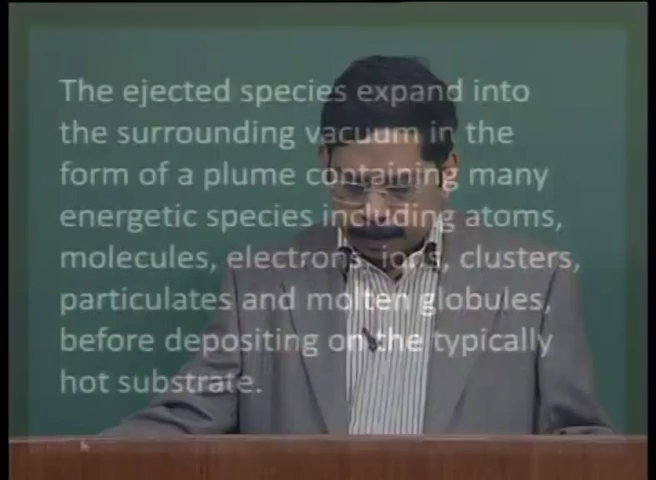 The ejected species expand into
the surrounding vacuum in the
form of a plume containing many
energetic species including atoms,
molecules, electrons, ions, clusters,
particulates and molten globules,
before depositing on the typically
hot substrate.